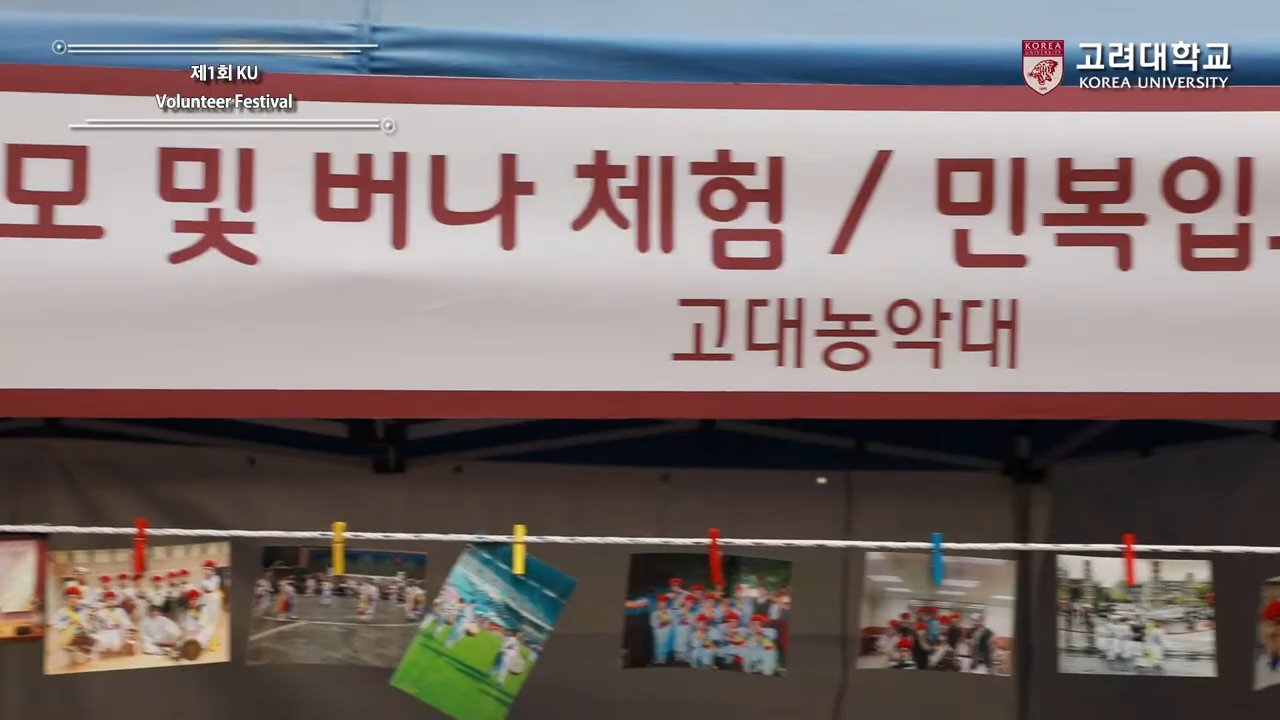 제1회 KU
Volunteer Festival
KOREA
UNIVERSITY
고려대학교
KOREA UNIVERSITY
모 및 버나 체험 / 민복입
고대농악대